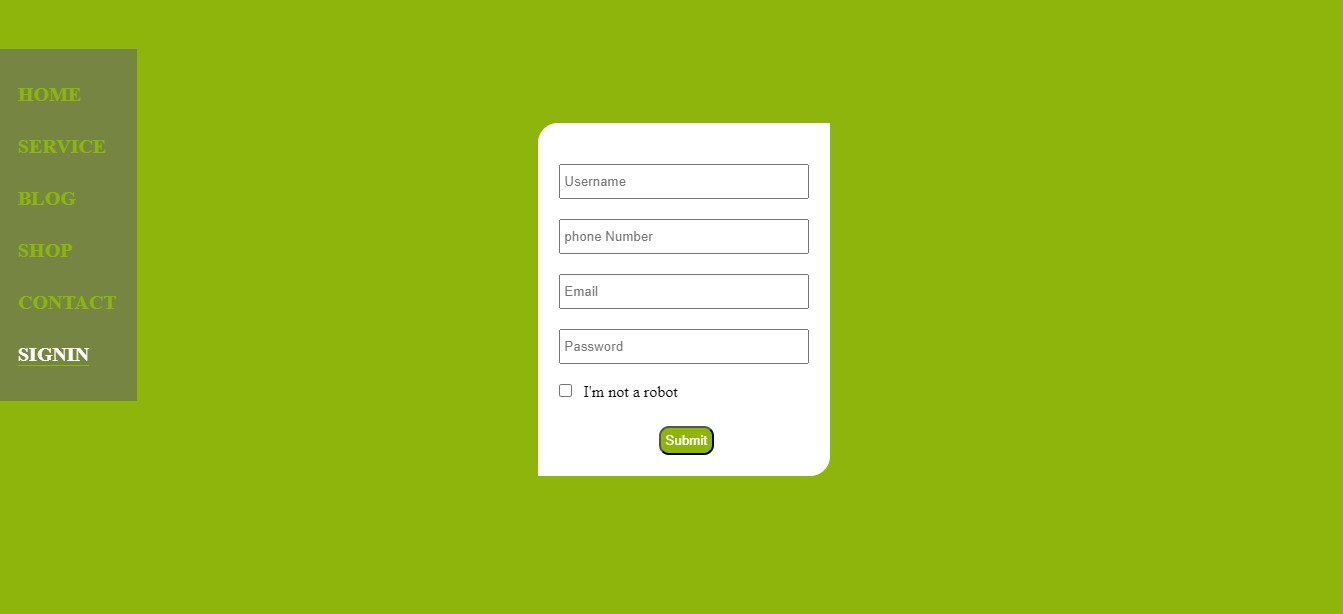 HOME
SERVICE
BLOG
SHOP
CONTACT
SIGNIN
Username
phone Number
Email
Password
I'm not a robot
Submit